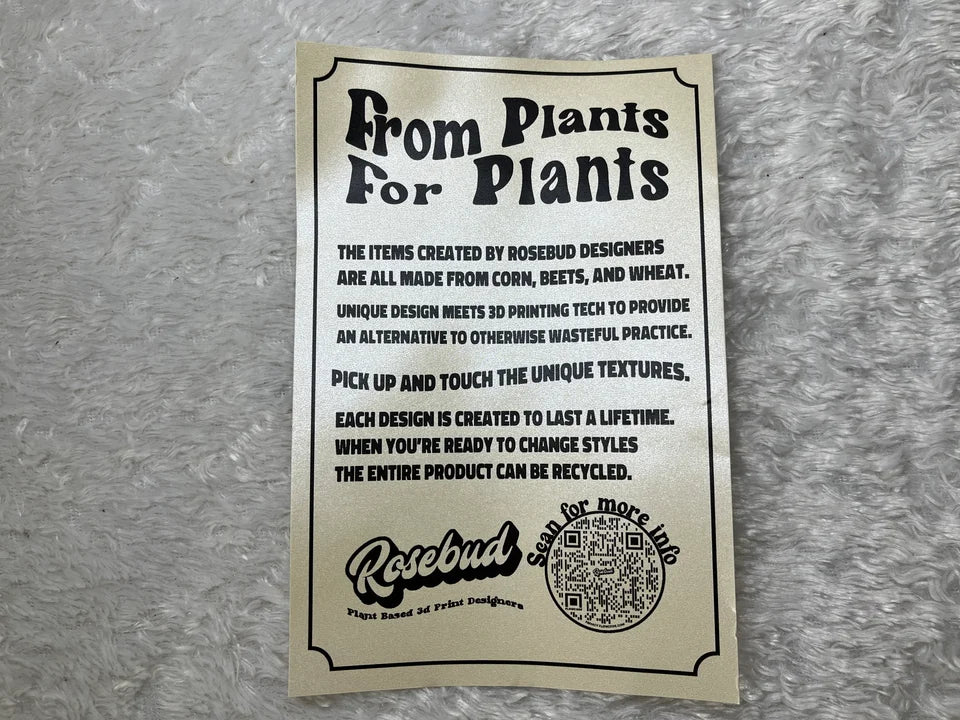 From Plants
For Plants
THE ITEMS CREATED BY ROSEBUD DESIGNERS
ARE ALL MADE FROM CORN, BEETS, AND WHEAT.
UNIQUE DESIGN MEETS 3D PRINTING TECH TO PROVIDE
AN ALTERNATIVE TO OTHERWISE WASTEFUL PRACTICE.
PICK UP AND TOUCH THE UNIQUE TEXTURES.
EACH DESIGN IS CREATED TO LAST A LIFETIME.
WHEN YOU'RE READY TO CHANGE STYLES
THE ENTIRE PRODUCT CAN BE RECYCLED.
Scan for more info
Rosebud
Plant Based 3d Print Designers